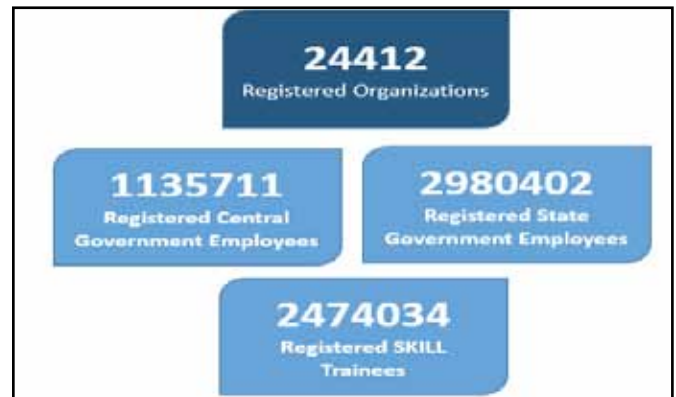 24412
Registered Organizations
1135711
Registered Central
Government Employees
2980402
Registered State
Government Employees
2474034
Registered SKILL
Trainees